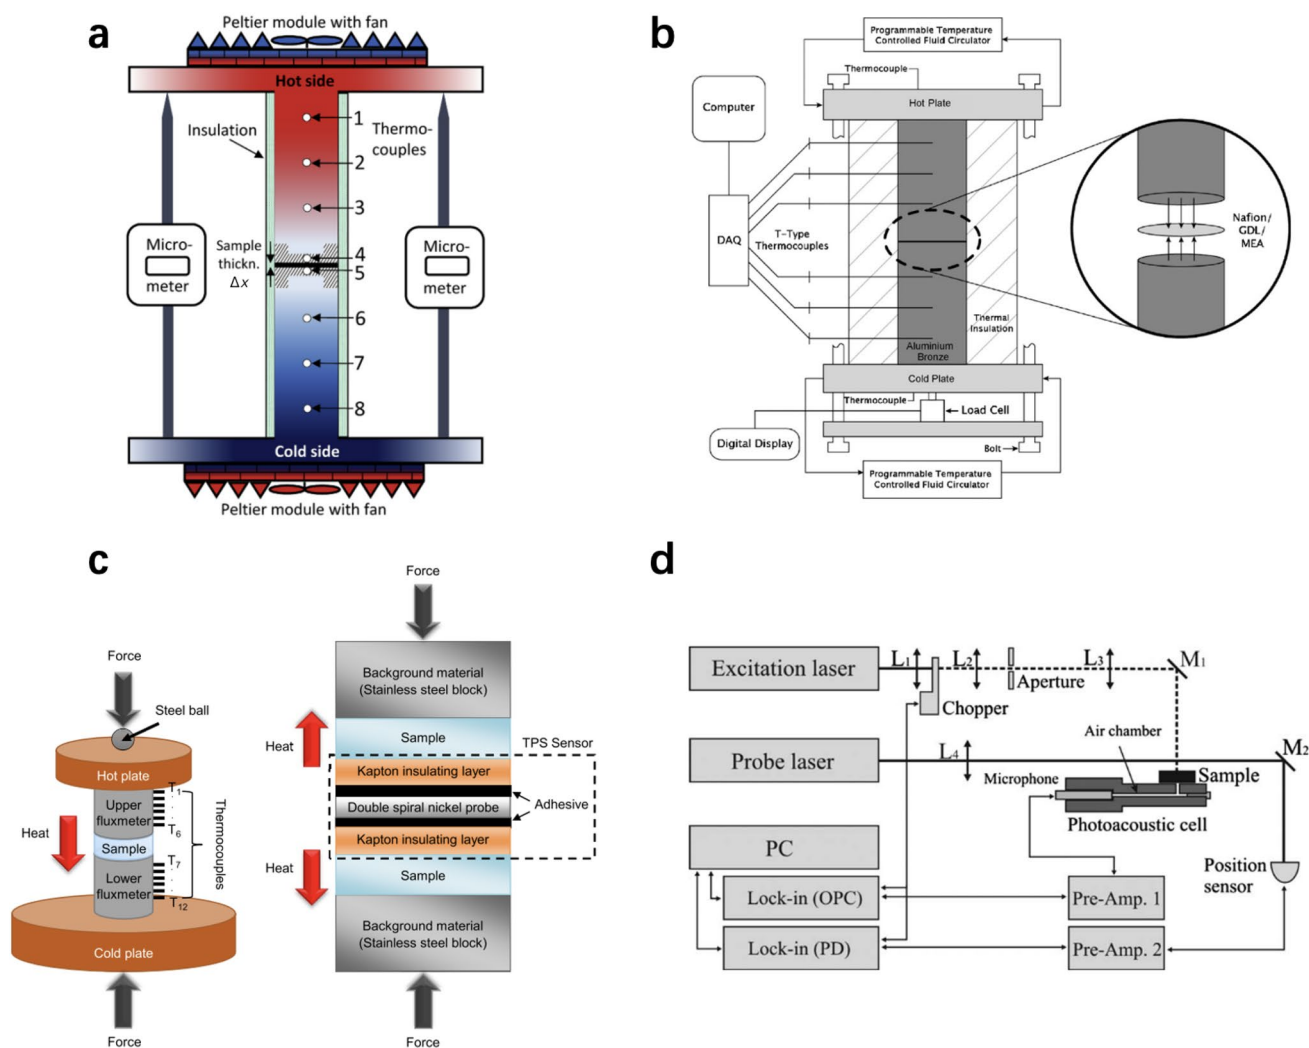 a
Peltier module with fan
Hot side
Insulation
Thermo-
couples
1
2
3
4
5
6
7
8
Micro-
meter
Sample
thickn.
Δx
Micro-
meter
Cold side
Peltier module with fan
b
Programmable Temperature
Controlled Fluid Circulator
Thermocouple
Hot Plate
Computer
DAQ
T-Type
Thermocouples
Nafion/
GDL/
MEA
Thermal
Insulation
Aluminium
Bronze
Cold Plate
Thermocouple
Load Cell
Digital Display
Bolt
Programmable Temperature
Controlled Fluid Circulator
c
Force
Steel ball
Hot plate
T1
Upper
fluxmeter
T6
Heat
Sample
T7
Lower
fluxmeter
T12
Thermocouples
Cold plate
Force
Force
Background material
(Stainless steel block)
Heat
Sample
TPS Sensor
Kapton insulating layer
Adhesive
Double spiral nickel probe
Kapton insulating layer
Heat
Sample
Background material
(Stainless steel block)
Force
d
Excitation laser
L1
L2
L3
M1
Aperture
Chopper
Air chamber
Probe laser
L4
M2
Microphone
Sample
Photoacoustic cell
PC
Position
sensor
Lock-in (OPC)
Pre-Amp. 1
Lock-in (PD)
Pre-Amp. 2